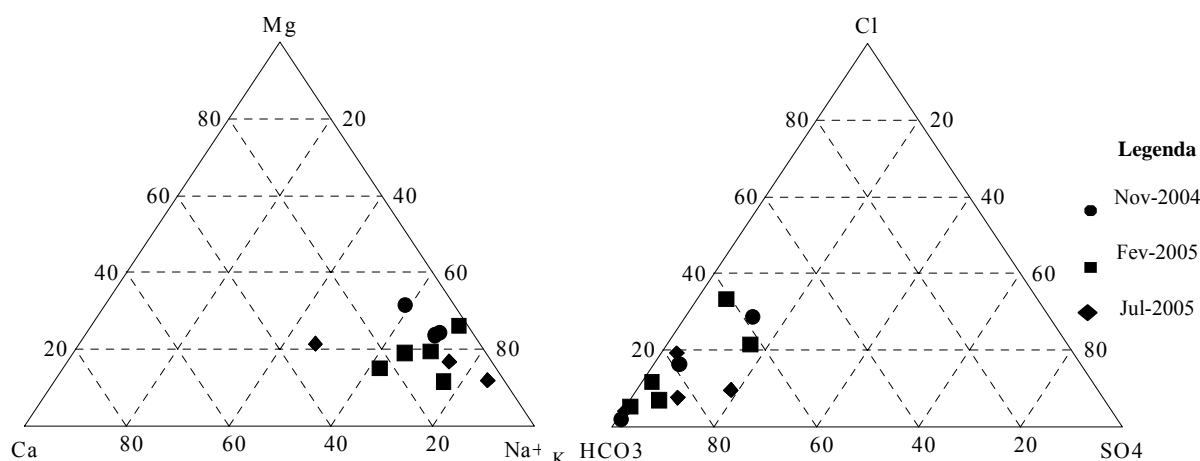 Mg
Cl
80 20
80 20
Legenda
60 40
60 40
Nov-2004
Fev-2005
40 60
40 60
Jul-2005
20 80
20 80
Ca 80 60 40 20 Na+ K
HCO3 80 60 40 20 SO4